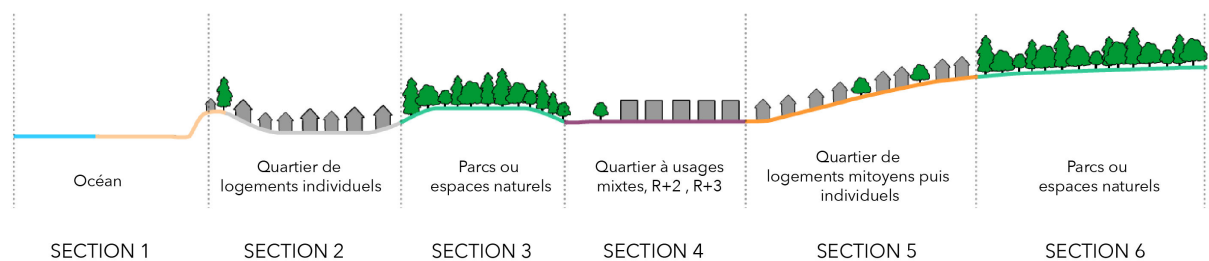 Océan
Quartier de
logements individuels
Parcs ou
espaces naturels
Quartier à usages
mixtes, R+2 , R+3
Quartier de
logements mitoyens puis
individuels
Parcs ou
espaces naturels
SECTION 1
SECTION 2
SECTION 3
SECTION 4
SECTION 5
SECTION 6